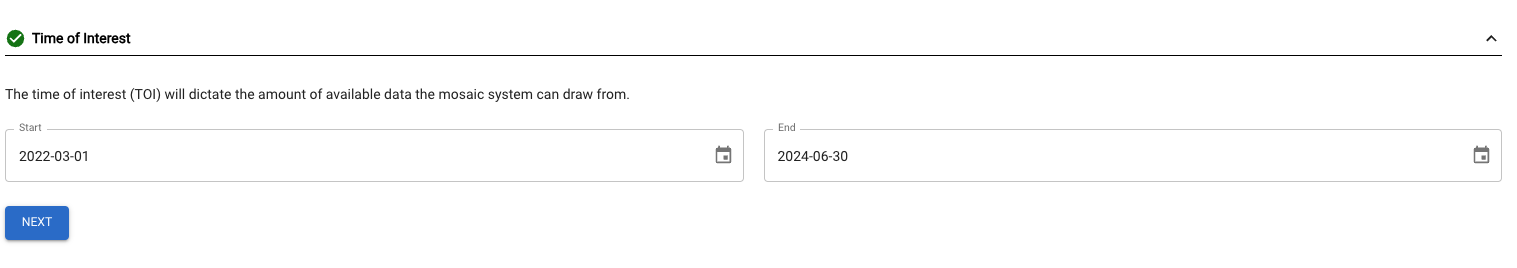 Time of Interest
The time of interest (TOI) will dictate the amount of available data the mosaic system can draw from.
Start
2022-03-01
End
2024-06-30
NEXT